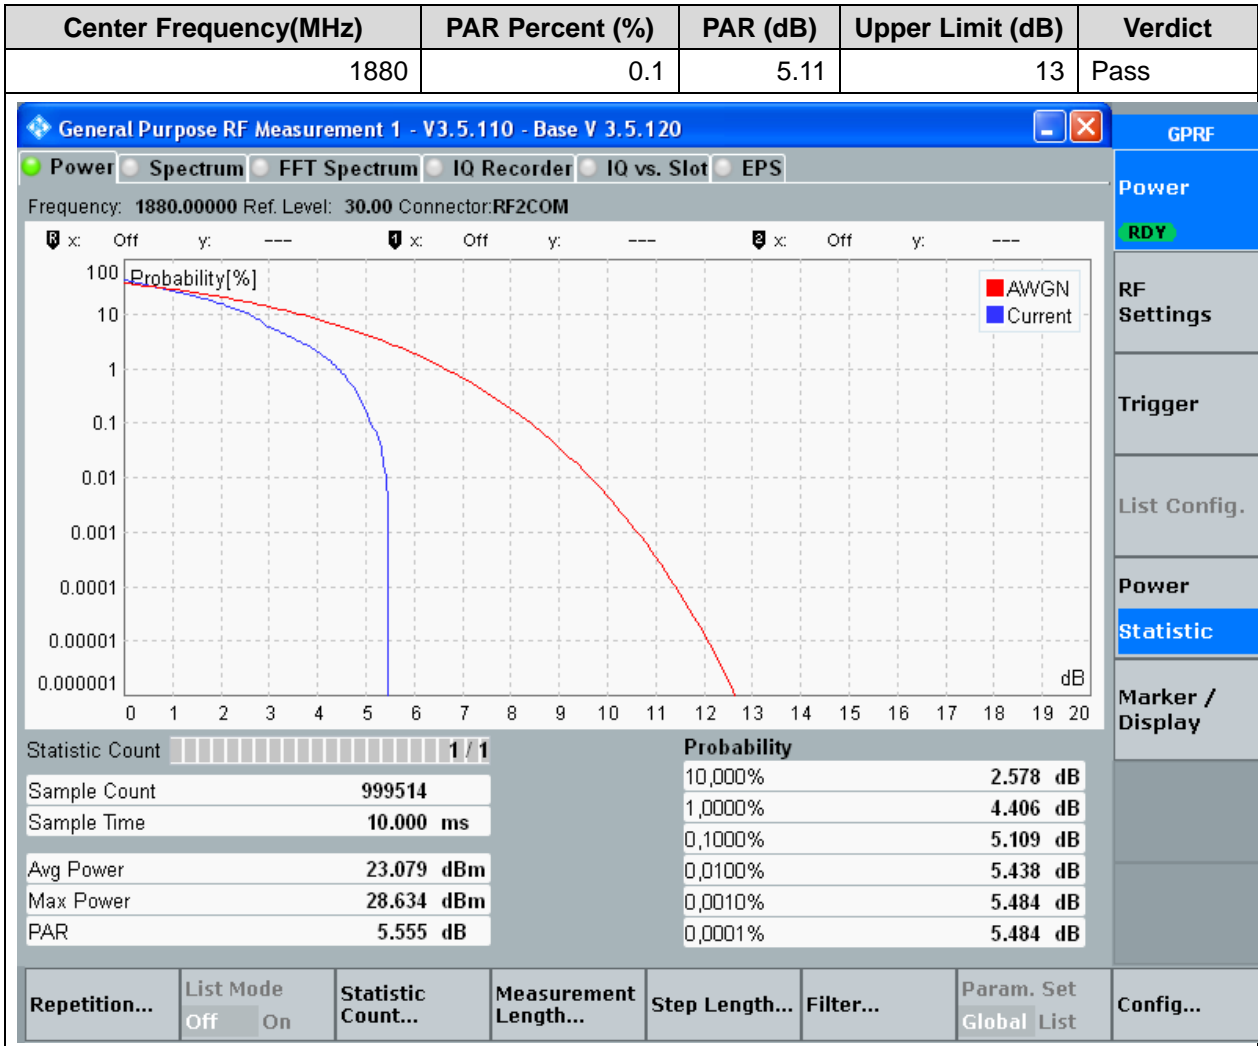 Center Frequency(MHz) PAR Percent (%) PAR (dB) Upper Limit (dB) Verdict
1880 0.1 5.11 13 Pass
General Purpose RF Measurement 1 - V3.5.110 - Base V 3.5.120
GPRF
Power Spectrum FFT Spectrum IQ Recorder IQ vs. Slot EPS
Frequency: 1880.00000 Ref. Level: 30.00 Connector:RF2COM
R x: Off y: --- 1 x: Off y: --- 2 x: Off y: ---
Probability[%]
100
10
1
0.1
0.01
0.001
0.0001
0.00001
0.000001
AWGN
Current
dB
0 1 2 3 4 5 6 7 8 9 10 11 12 13 14 15 16 17 18 19 20
Statistic Count 1 / 1
Sample Count 999514
Sample Time 10.000 ms
Avg Power 23.079 dBm
Max Power 28.634 dBm
PAR 5.555 dB
Probability
10,000% 2.578 dB
1,0000% 4.406 dB
0,1000% 5.109 dB
0,0100% 5.438 dB
0,0010% 5.484 dB
0,0001% 5.484 dB
Power
RDY
RF
Settings
Trigger
List Config.
Power
Statistic
Marker /
Display
Repetition...
List Mode
Off On
Statistic
Count...
Measurement
Length...
Step Length...
Filter...
Param. Set
Global List
Config...